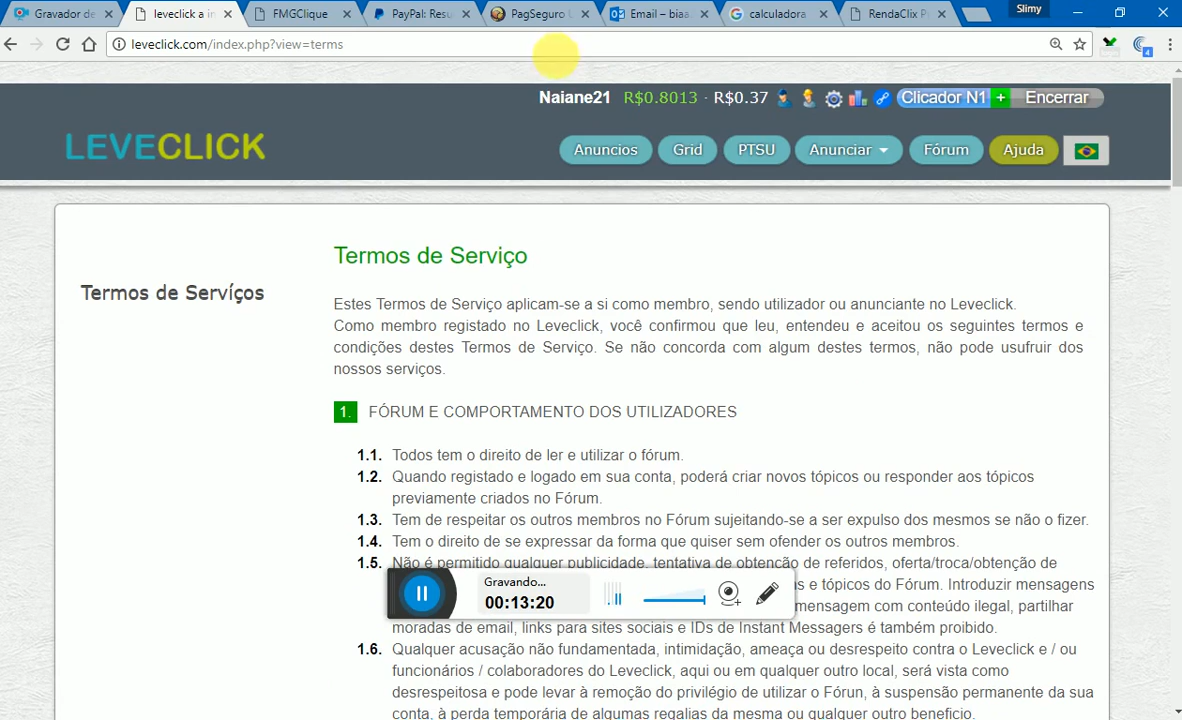 Gravador de
leveclick a in
FMGClique
PayPal: Resu
PagSeguro U
Email – biaa
calculadora
RendaClix P
Slimy
leveclick.com/index.php?view=terms
4
Naiane21 R$0.8013 · R$0.37 Clicador N1 + Encerrar
LEVECLICK
Anuncios Grid PTSU Anunciar Fórum Ajuda
Termos de Serviço
Termos de Servíços
Estes Termos de Serviço aplicam-se a si como membro, sendo utilizador ou anunciante no Leveclick.
Como membro registado no Leveclick, você confirmou que leu, entendeu e aceitou os seguintes termos e
condições destes Termos de Serviço. Se não concorda com algum destes termos, não pode usufruir dos
nossos serviços.
1. FÓRUM E COMPORTAMENTO DOS UTILIZADORES
1.1. Todos tem o direito de ler e utilizar o fórum.
1.2. Quando registado e logado em sua conta, poderá criar novos tópicos ou responder aos tópicos
previamente criados no Fórum.
1.3. Tem de respeitar os outros membros no Fórum sujeitando-se a ser expulso dos mesmos se não o fizer.
1.4. Tem o direito de se expressar da forma que quiser sem ofender os outros membros.
1.5. Não é permitido qualquer publicidade, tentativa de obtenção de referidos, oferta/troca/obtenção de
s e tópicos do Fórum. Introduzir mensagens
mensagem com conteúdo ilegal, partilhar
moradas de email, links para sites sociais e IDs de Instant Messagers é também proibido.
1.6. Qualquer acusação não fundamentada, intimidação, ameaça ou desrespeito contra o Leveclick e / ou
funcionários / colaboradores do Leveclick, aqui ou em qualquer outro local, será vista como
desrespeitosa e pode levar à remoção do privilégio de utilizar o Fórun, à suspensão permanente da sua
conta, à perda temporária de algumas regalias da mesma ou qualquer outro beneficio.
Gravando...
00:13:20